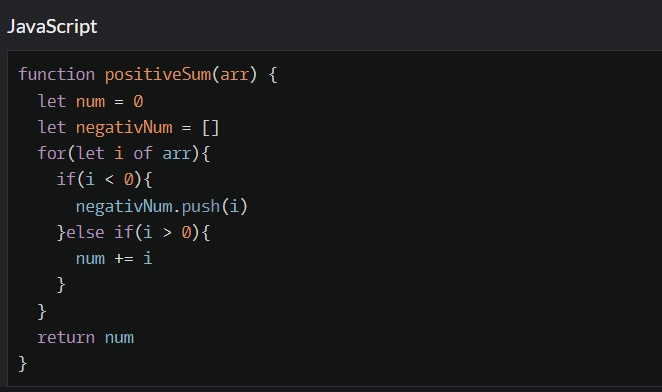 JavaScript
function positiveSum(arr) {
  let num = 0
  let negativNum = []
  for(let i of arr){
    if(i < 0){
      negativNum.push(i)
    }else if(i > 0){
      num += i
    }
  }
  return num
}